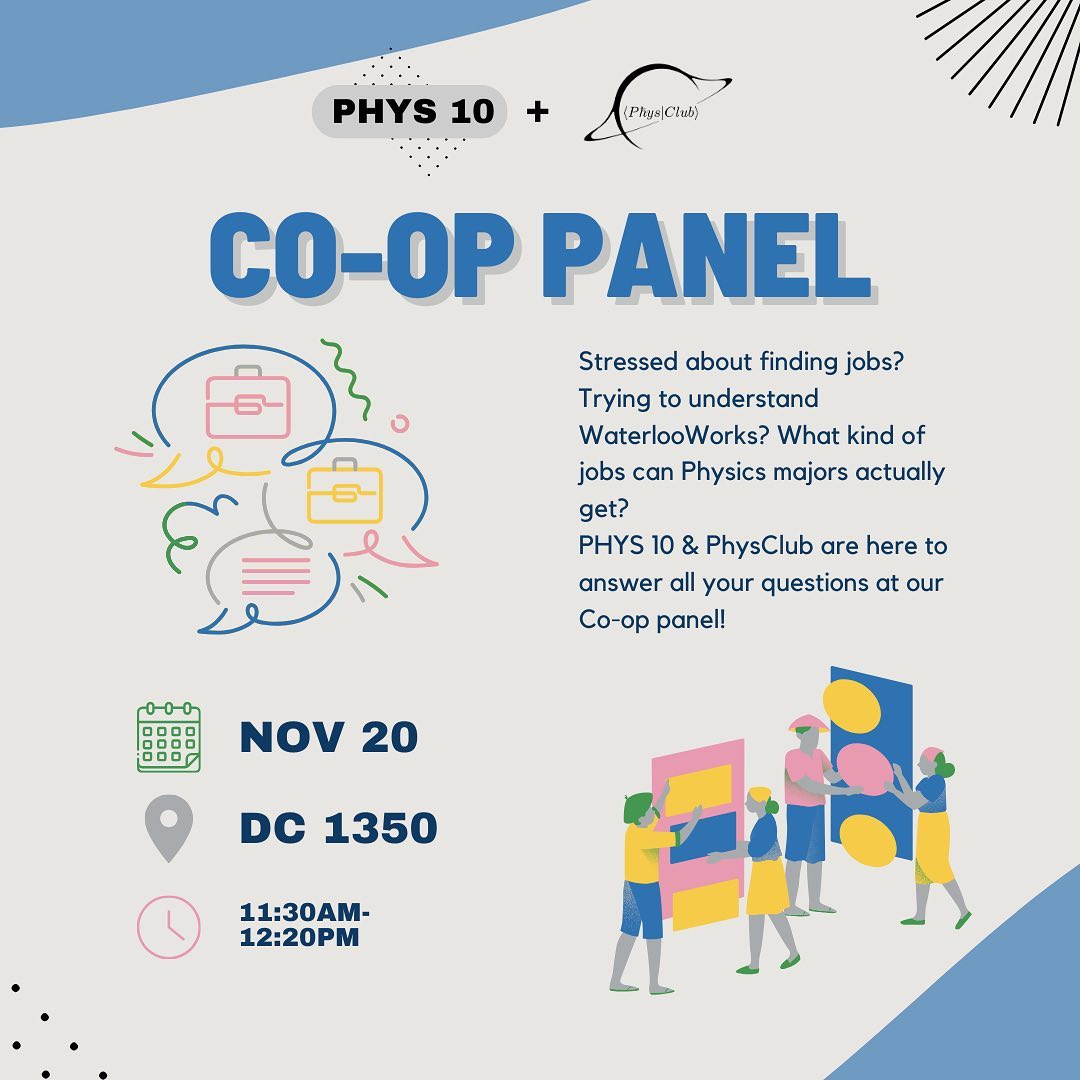 PHYS 10 + ⟨Phys|Club⟩
CO-OP PANEL
Stressed about finding jobs?
Trying to understand
WaterlooWorks? What kind of
jobs can Physics majors actually
get?
PHYS 10 & PhysClub are here to
answer all your questions at our
Co-op panel!
NOV 20
DC 1350
11:30AM-
12:20PM